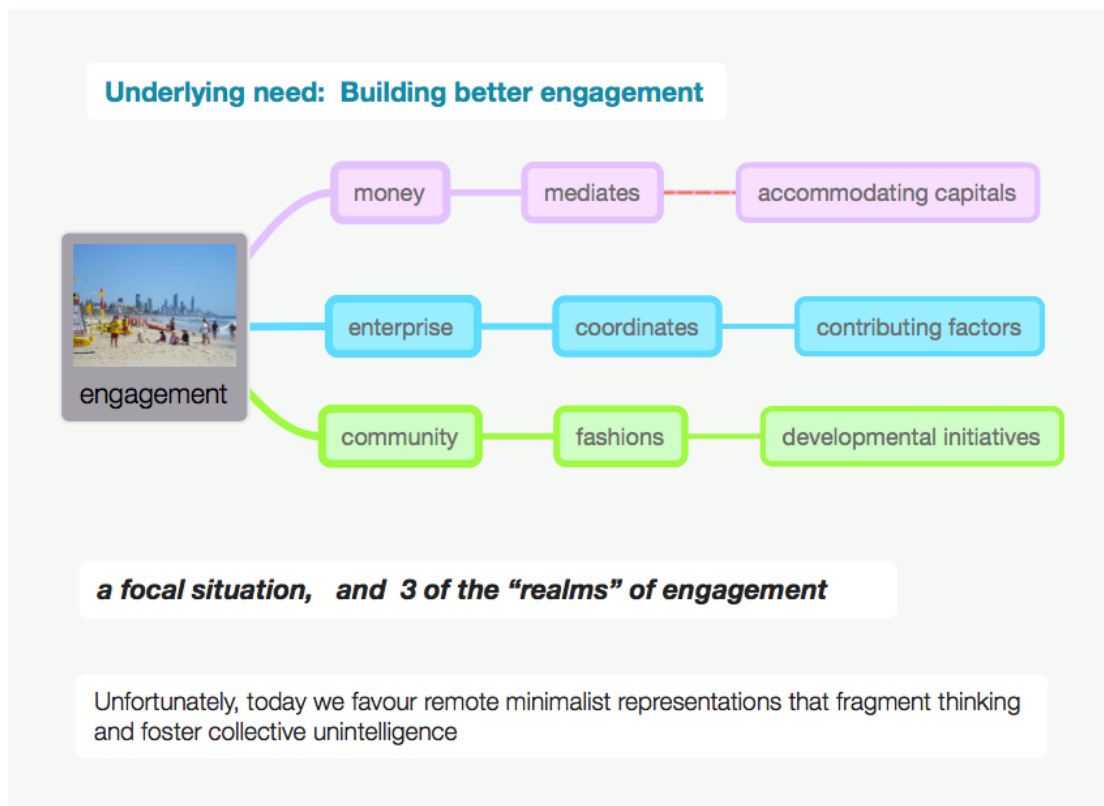 Underlying need:  Building better engagement
money mediates accommodating capitals
enterprise coordinates contributing factors
engagement
community fashions developmental initiatives
a focal situation,   and  3 of the “realms” of engagement
Unfortunately, today we favour remote minimalist representations that fragment thinking
and foster collective unintelligence